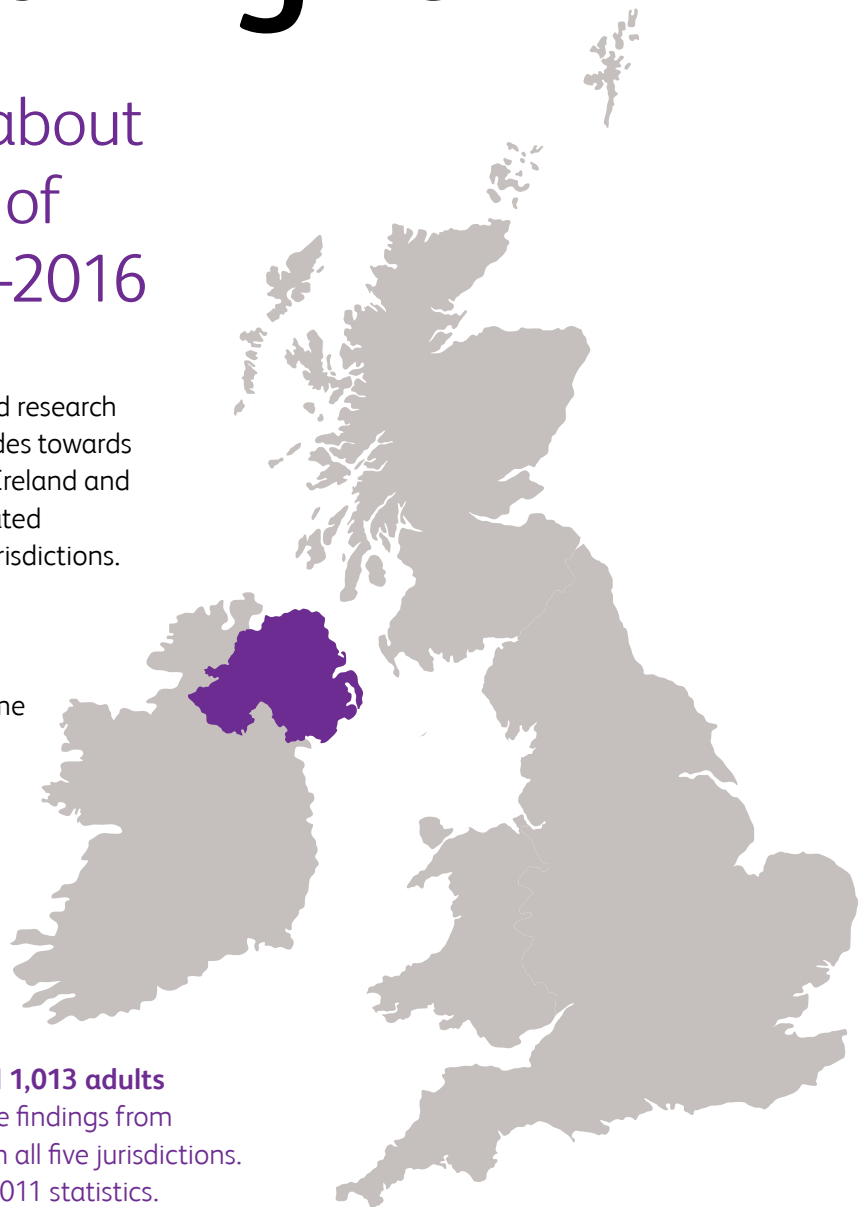 about
of
-2016
d research
des towards
Ireland and
ated
risdictions.
ne
l 1,013 adults
e findings from
n all five jurisdictions.
011 statistics.